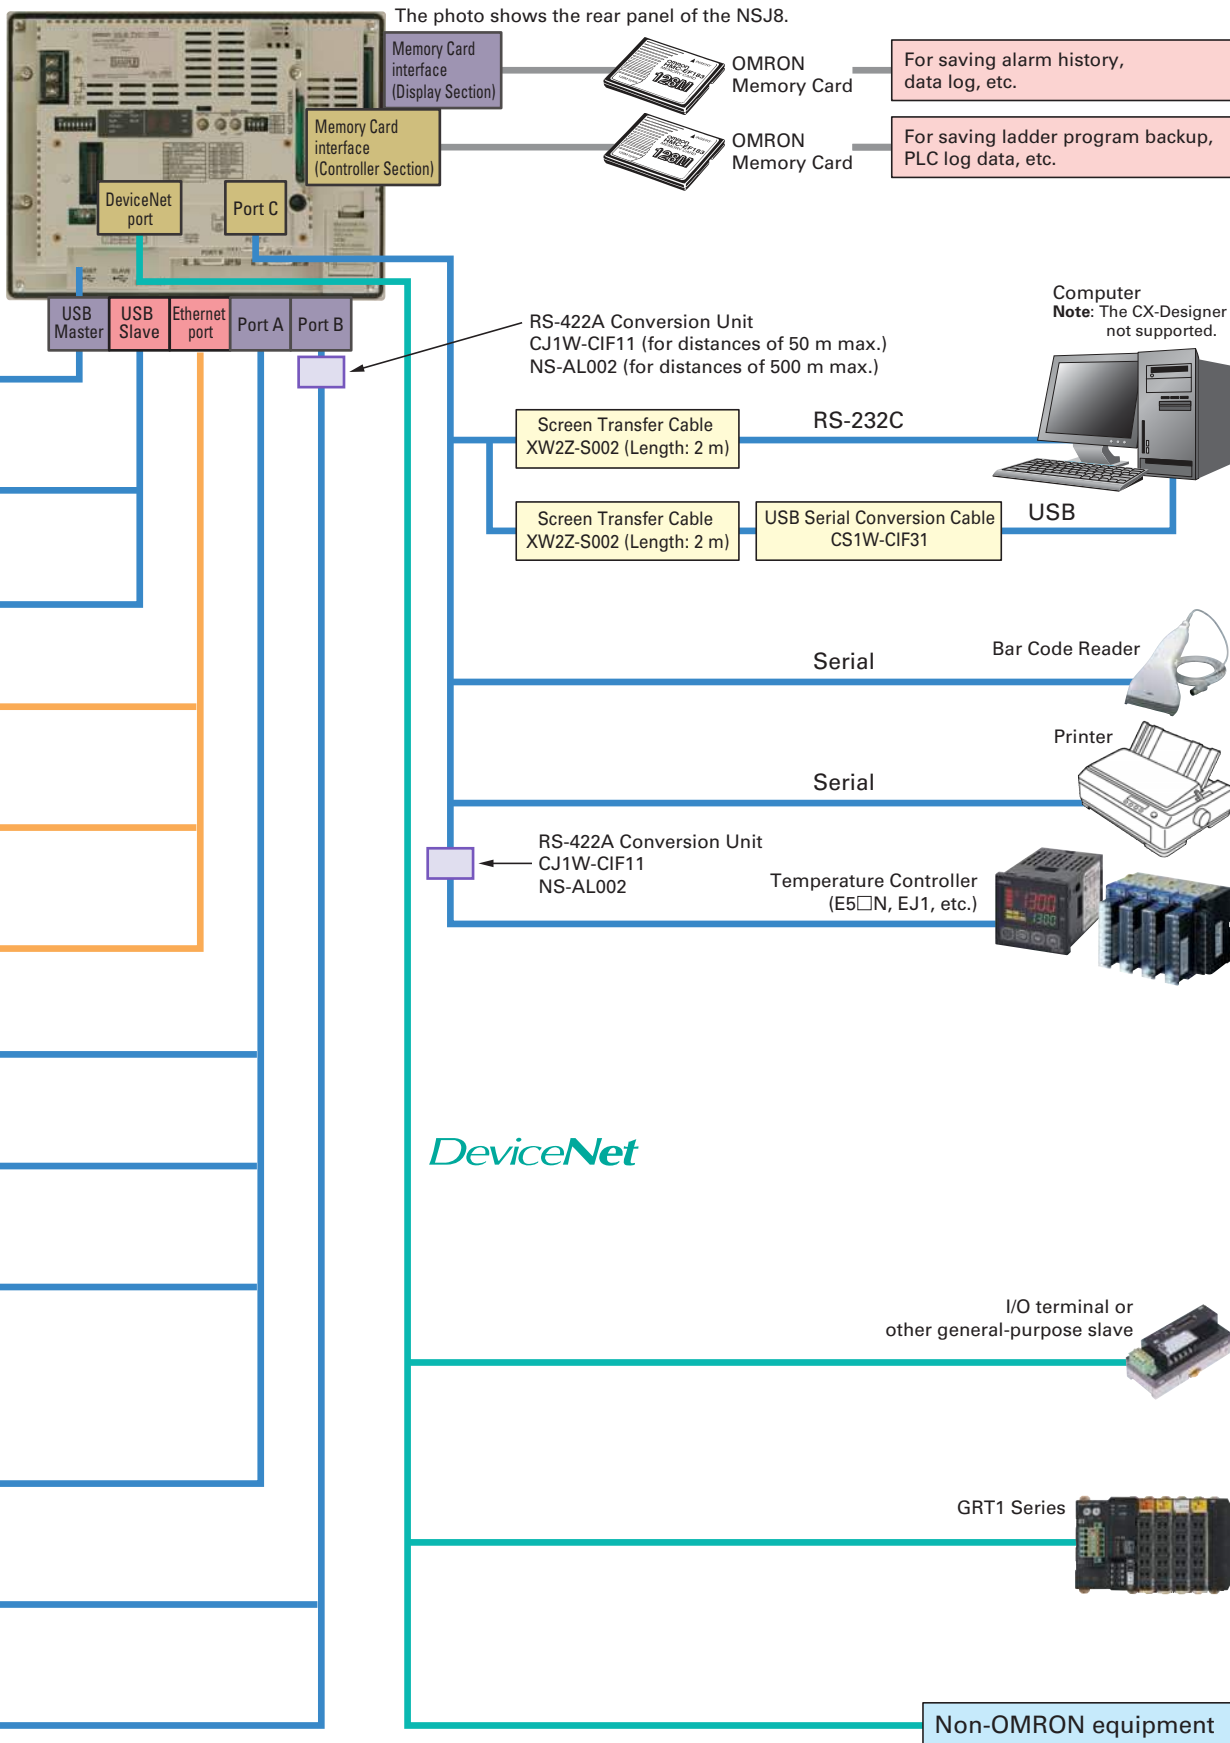 The photo shows the rear panel of the NSJ8.
Memory Card
interface
(Display Section)
OMRON
Memory Card
For saving alarm history,
data log, etc.
Memory Card
interface
(Controller Section)
OMRON
Memory Card
For saving ladder program backup,
PLC log data, etc.
128M
128M
DeviceNet
port
Port C
PORT B
PORT A
SLAVE
USB
Master
USB
Slave
Ethernet
port
Port A
Port B
RS-422A Conversion Unit
CJ1W-CIF11 (for distances of 50 m max.)
NS-AL002 (for distances of 500 m max.)
Computer
Note: The CX-Designer
not supported.
Screen Transfer Cable
XW2Z-S002 (Length: 2 m)
RS-232C
Screen Transfer Cable
XW2Z-S002 (Length: 2 m)
USB Serial Conversion Cable
CS1W-CIF31
USB
Serial
Bar Code Reader
Serial
Printer
RS-422A Conversion Unit
CJ1W-CIF11
NS-AL002
Temperature Controller
(E5□N, EJ1, etc.)
DeviceNet
I/O terminal or
other general-purpose slave
GRT1 Series
Non-OMRON equipment